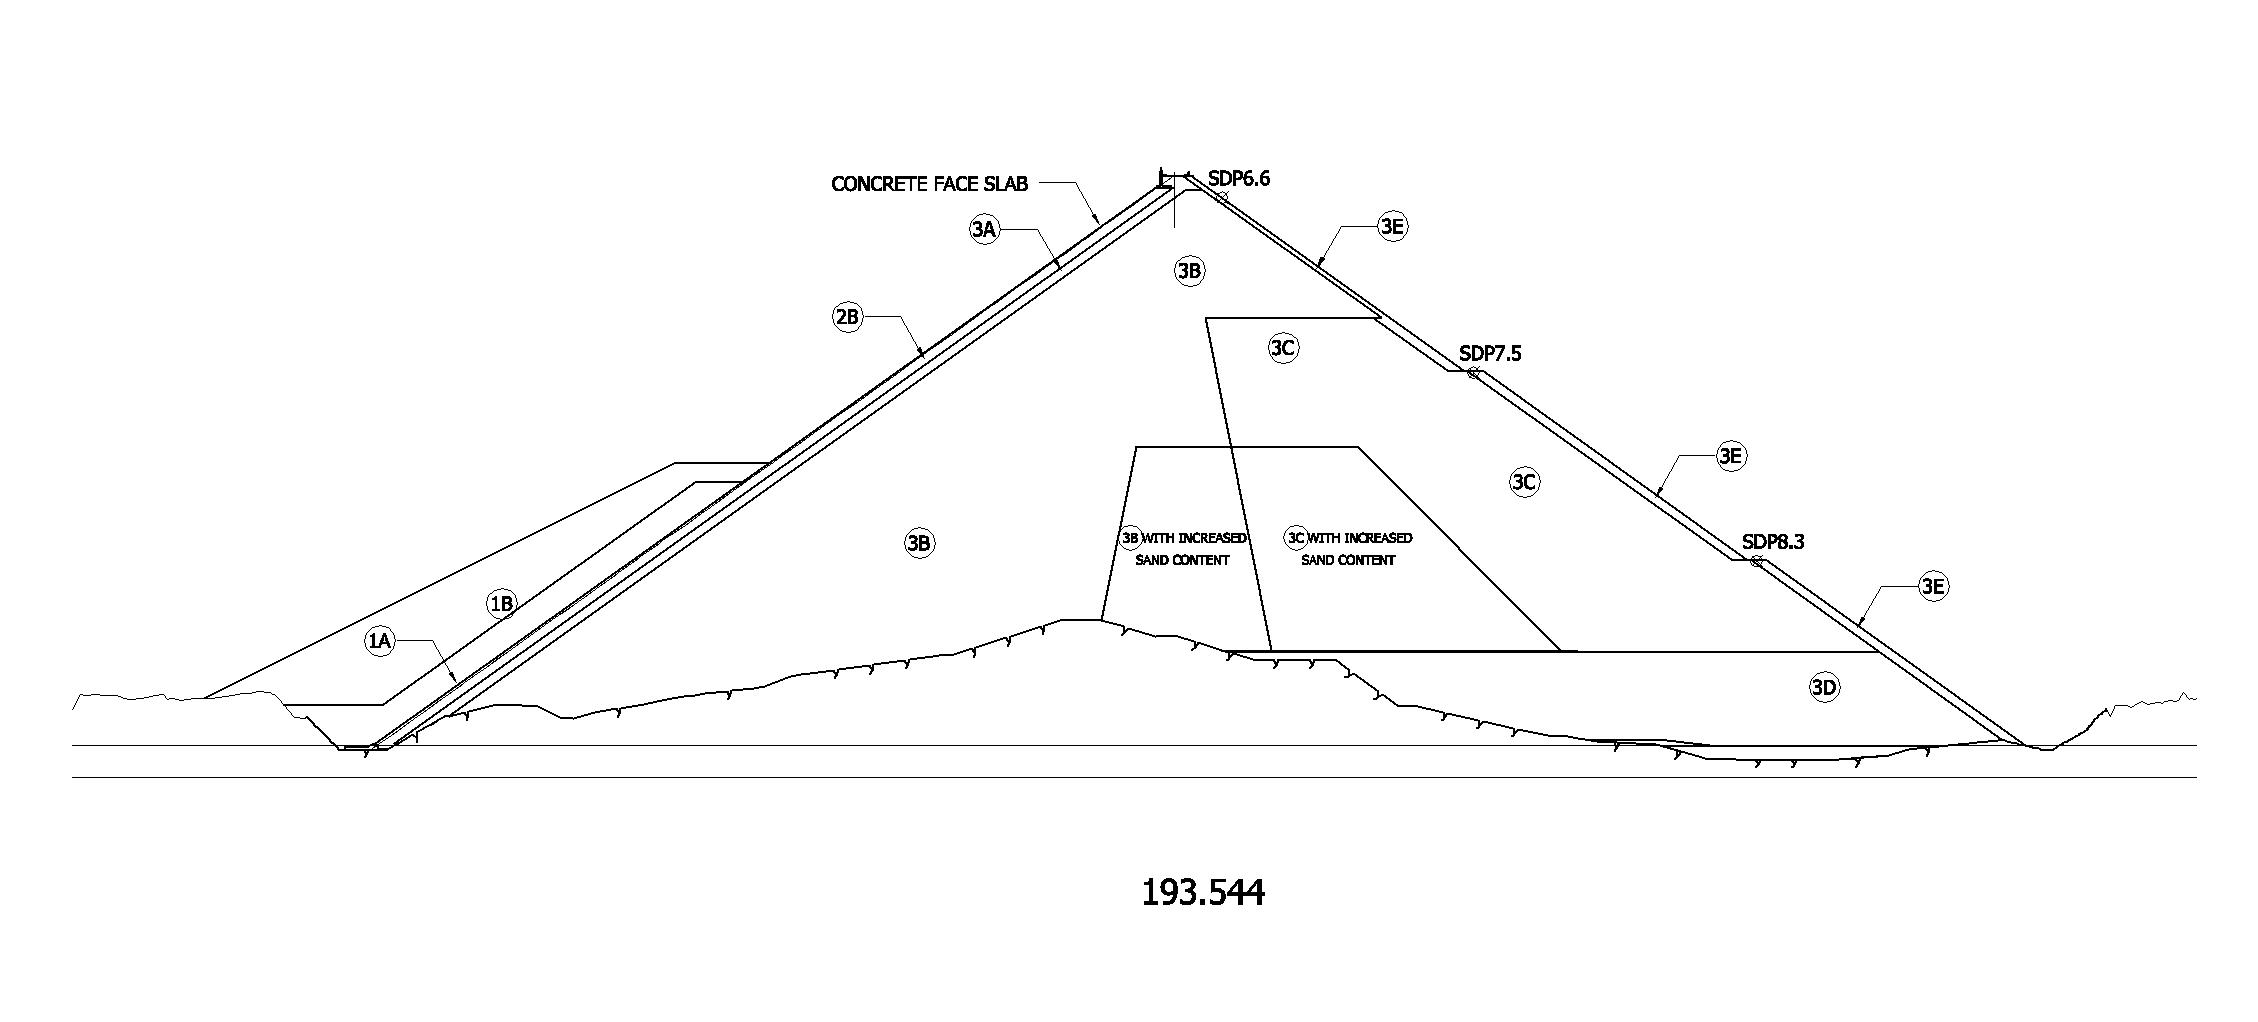 SDP6.6
CONCRETE FACE SLAB
3A
3E
3B
2B
3C
SDP7.5
3E
3C
3B
3B WITH INCREASED
SAND CONTENT
3C WITH INCREASED
SAND CONTENT
SDP8.3
3E
1B
1A
3D
193.544